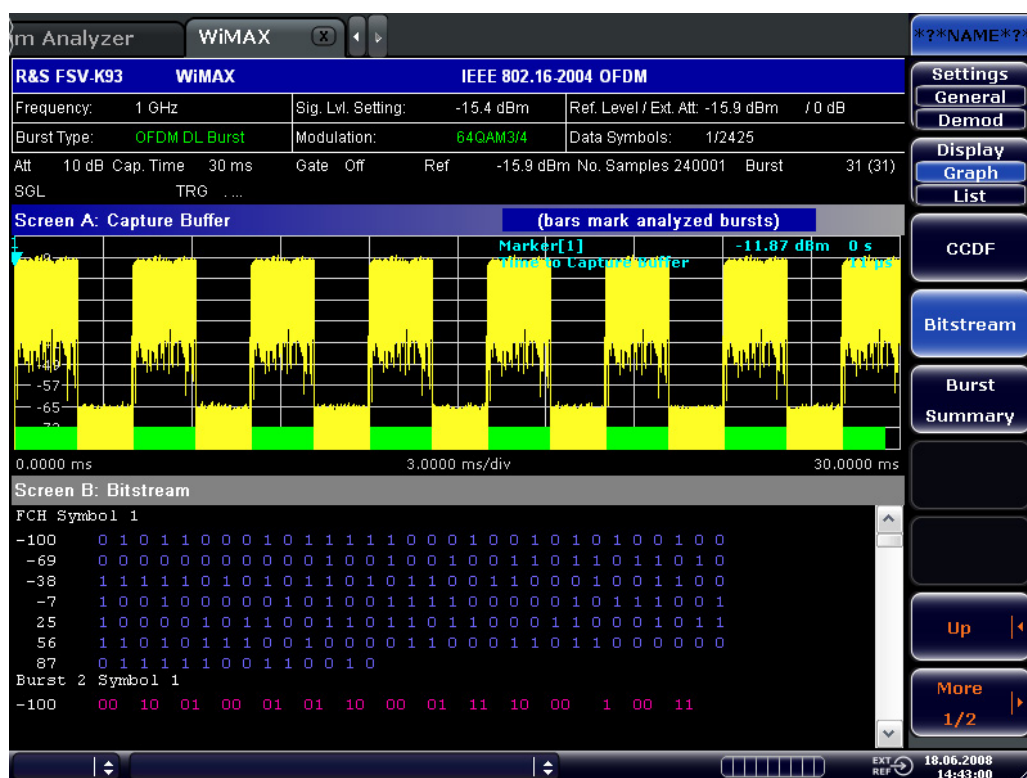 m Analyzer WiMAX X
*?*NAME*?*
R&S FSV-K93 WiMAX IEEE 802.16-2004 OFDM
Frequency: 1 GHz Sig. Lvl. Setting: -15.4 dBm Ref. Level / Ext. Att: -15.9 dBm / 0 dB
Burst Type: OFDM DL Burst Modulation: 64QAM3/4 Data Symbols: 1/2425
Att 10 dB Cap. Time 30 ms Gate Off Ref -15.9 dBm No. Samples 240001 Burst 31 (31)
SGL TRG . ...
Screen A: Capture Buffer (bars mark analyzed bursts)
Marker[1] -11.87 dBm 0 s
Time to Capture Buffer 11 µs
1
-49
-57
-65
-73
0.0000 ms 3.0000 ms/div 30.0000 ms
Screen B: Bitstream
FCH Symbol 1
-100 0 1 0 1 1 0 0 0 1 0 1 1 1 1 1 0 0 0 1 0 0 1 0 1 0 1 0 0 1 0 0
-69 0 0 0 0 0 0 0 0 0 1 0 0 0 1 0 0 1 0 0 1 1 0 1 1 0 1 1 0 1 0
-38 1 1 1 1 1 0 1 0 1 0 1 1 0 1 0 1 1 0 0 1 1 0 0 0 1 0 0 1 1 0 0
-7 1 0 0 1 0 0 0 0 0 1 0 1 0 0 1 1 1 1 0 0 0 0 0 1 0 1 1 1 0 0 1
25 1 0 0 0 0 1 0 0 0 1 0 1 1 0 1 0 1 1 0 0 0 1 1 0 0 0 0 1 0 1 1
56 1 1 0 1 0 1 1 1 0 0 1 0 0 0 1 1 0 0 0 1 1 0 1 1 0 0 0 0 0 0 0
87 0 1 1 1 1 1 0 0 1 1 0 0 1 0
Burst 2 Symbol 1
-100 00 10 01 00 01 01 10 00 01 11 10 00 1 00 11
Settings
General
Demod
Display
Graph
List
CCDF
Bitstream
Burst
Summary
Up
More
1/2
EXT
REF
18.06.2008
14:43:00